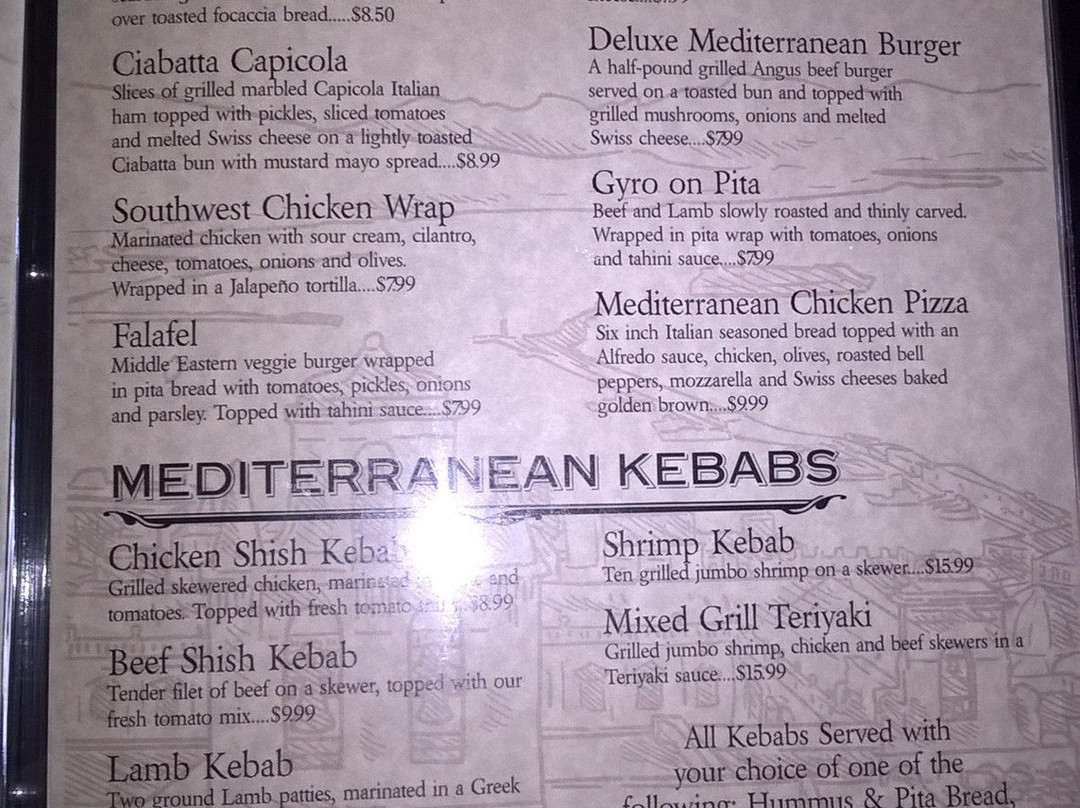 over toasted focaccia bread.....$8.50
Ciabatta Capicola
Slices of grilled marbled Capicola Italian
ham topped with pickles, sliced tomatoes
and melted Swiss cheese on a lightly toasted
Ciabatta bun with mustard mayo spread....$8.99
Southwest Chicken Wrap
Marinated chicken with sour cream, cilantro,
cheese, tomatoes, onions and olives.
Wrapped in a Jalapeño tortilla....$7.99
Falafel
Middle Eastern veggie burger wrapped
in pita bread with tomatoes, pickles, onions
and parsley. Topped with tahini sauce....$7.99
Deluxe Mediterranean Burger
A half-pound grilled Angus beef burger
served on a toasted bun and topped with
grilled mushrooms, onions and melted
Swiss cheese....$7.99
Gyro on Pita
Beef and Lamb slowly roasted and thinly carved.
Wrapped in pita wrap with tomatoes, onions
and tahini sauce....$7.99
Mediterranean Chicken Pizza
Six inch Italian seasoned bread topped with an
Alfredo sauce, chicken, olives, roasted bell
peppers, mozzarella and Swiss cheeses baked
golden brown....$9.99
MEDITERRANEAN KEBABS
Chicken Shish Kebab
Grilled skewered chicken, marinated and
tomatoes. Topped with fresh tomato $8.99
Beef Shish Kebab
Tender filet of beef on a skewer, topped with our
fresh tomato mix....$9.99
Lamb Kebab
Two ground Lamb patties, marinated in a Greek
Shrimp Kebab
Ten grilled jumbo shrimp on a skewer....$15.99
Mixed Grill Teriyaki
Grilled jumbo shrimp, chicken and beef skewers in a
Teriyaki sauce....$15.99
All Kebabs Served with
your choice of one of the
following: Hummus & Pita Bread,